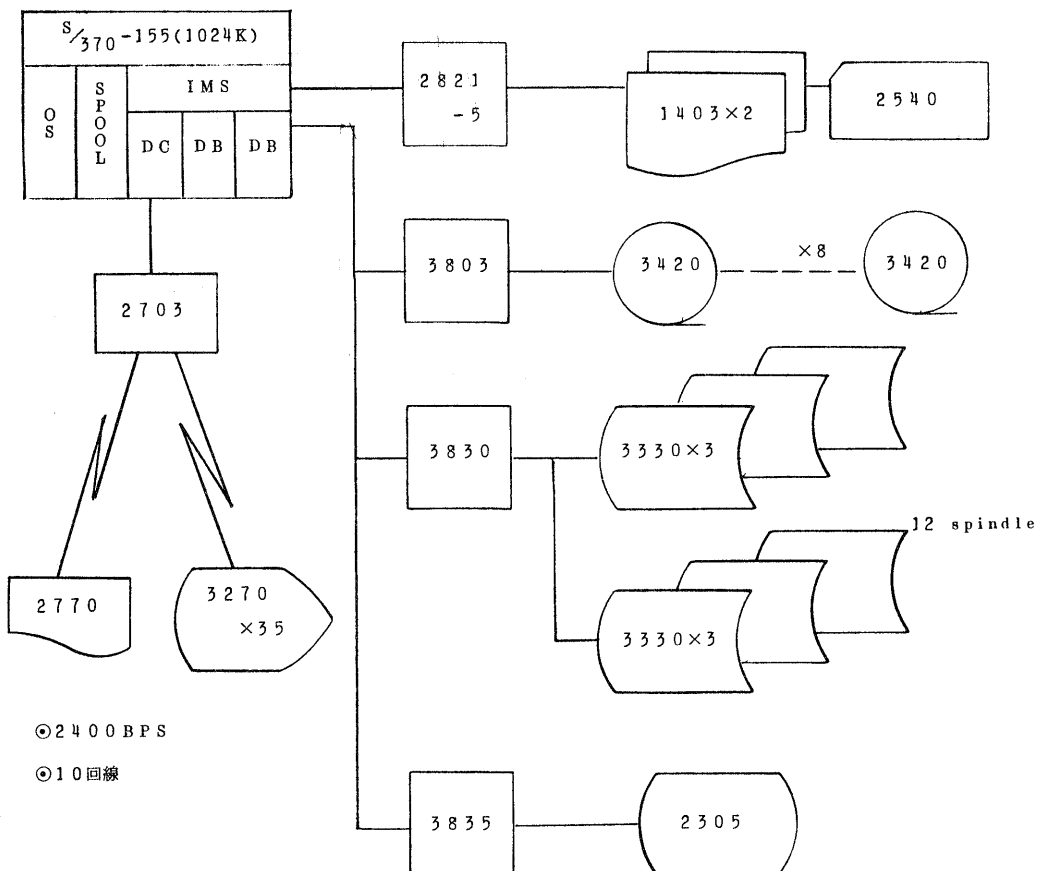 S/370-155(1024K)
OS
SPOOL
IMS
DC
DB
DB
2821
-5
1403×2
2540
3803
3420
×8
3420
2703
3830
3330×3
12 spindle
3330×3
2770
3270
×35
◉2400BPS
◉10回線
3835
2305